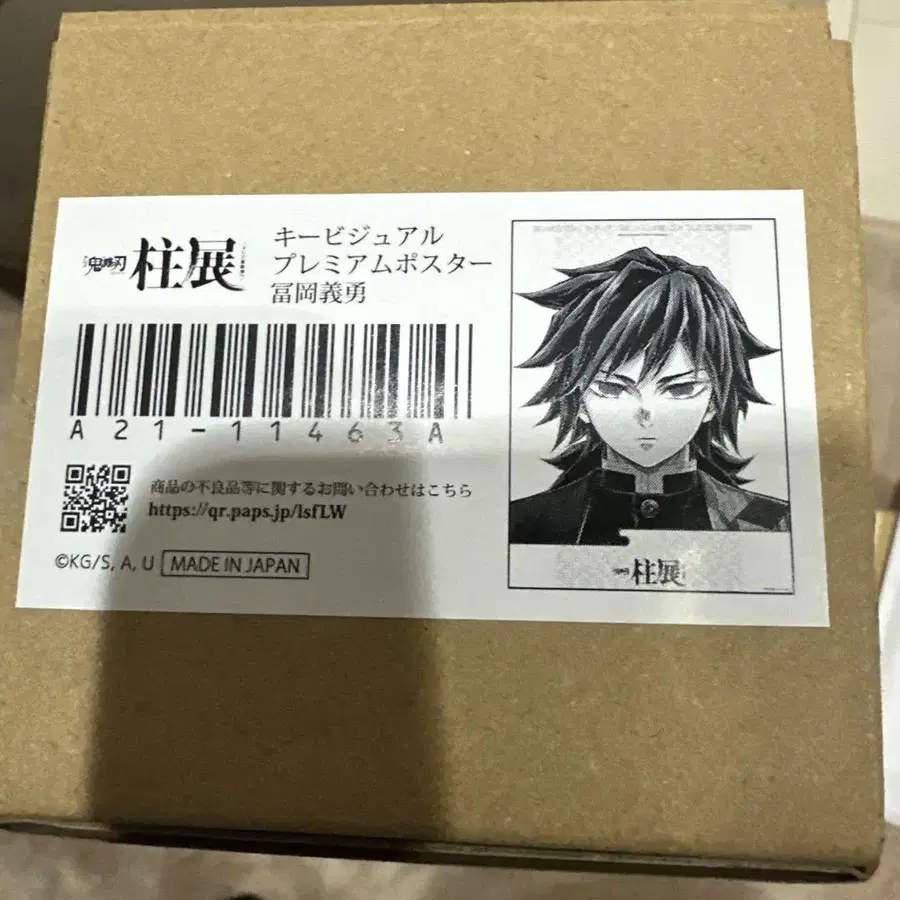 鬼滅の刃 柱展
キービジュアル
プレミアムポスター
冨岡義勇
A21-11463A
商品の不良品等に関するお問い合わせはこちら
https://qr.paps.jp/lsfLW
©KG/S, A, U MADE IN JAPAN
柱展